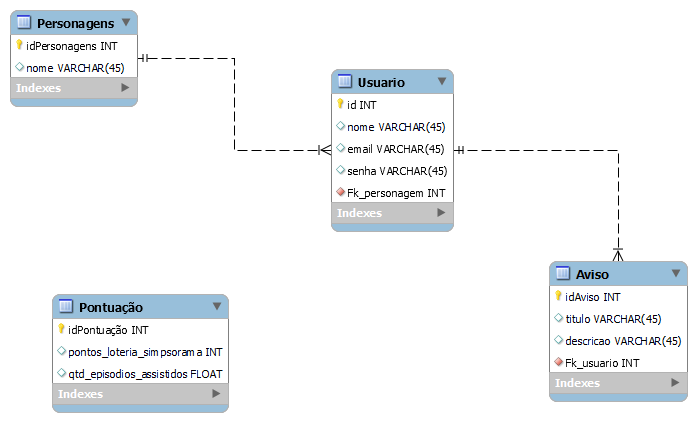 Personagens
idPersonagens INT
nome VARCHAR(45)
Indexes
Usuario
id INT
nome VARCHAR(45)
email VARCHAR(45)
senha VARCHAR(45)
Fk_personagem INT
Indexes
Pontuação
idPontuação INT
pontos_loteria_simpsorama INT
qtd_episodios_assistidos FLOAT
Indexes
Aviso
idAviso INT
titulo VARCHAR(45)
descricao VARCHAR(45)
Fk_usuario INT
Indexes